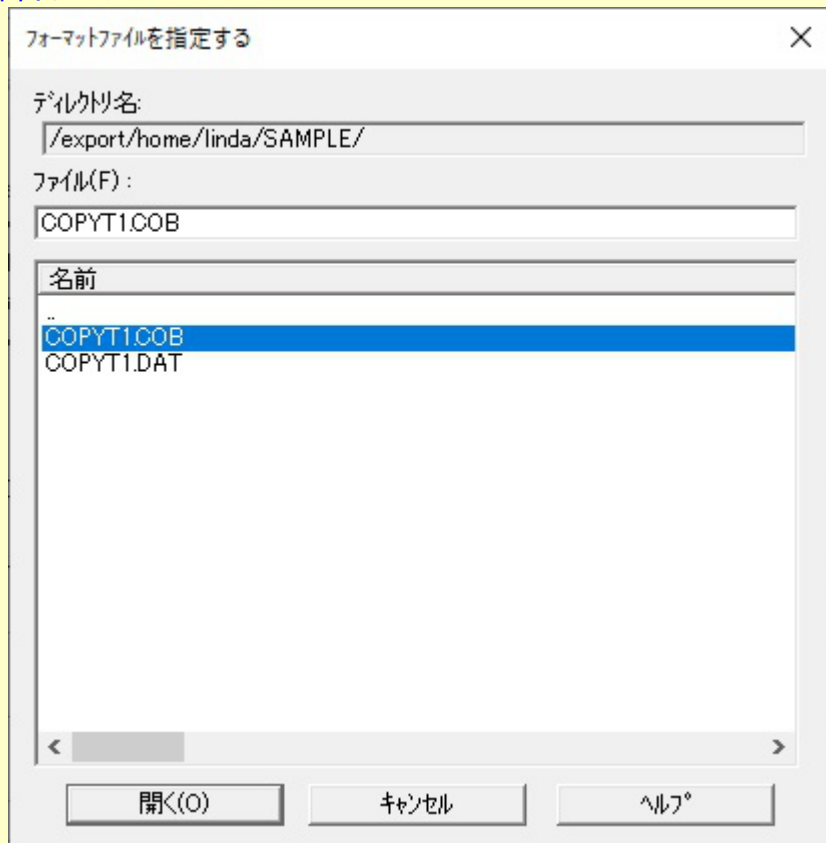 ﾌｫｰﾏｯﾄﾌｧｲﾙを指定する
ﾃﾞｨﾚｸﾄﾘ名:
/export/home/linda/SAMPLE/
ﾌｧｲﾙ(F) :
COPYT1.COB
名前
..
COPYT1.COB
COPYT1.DAT
開く(O) ｷｬﾝｾﾙ ﾍﾙﾌﾟ